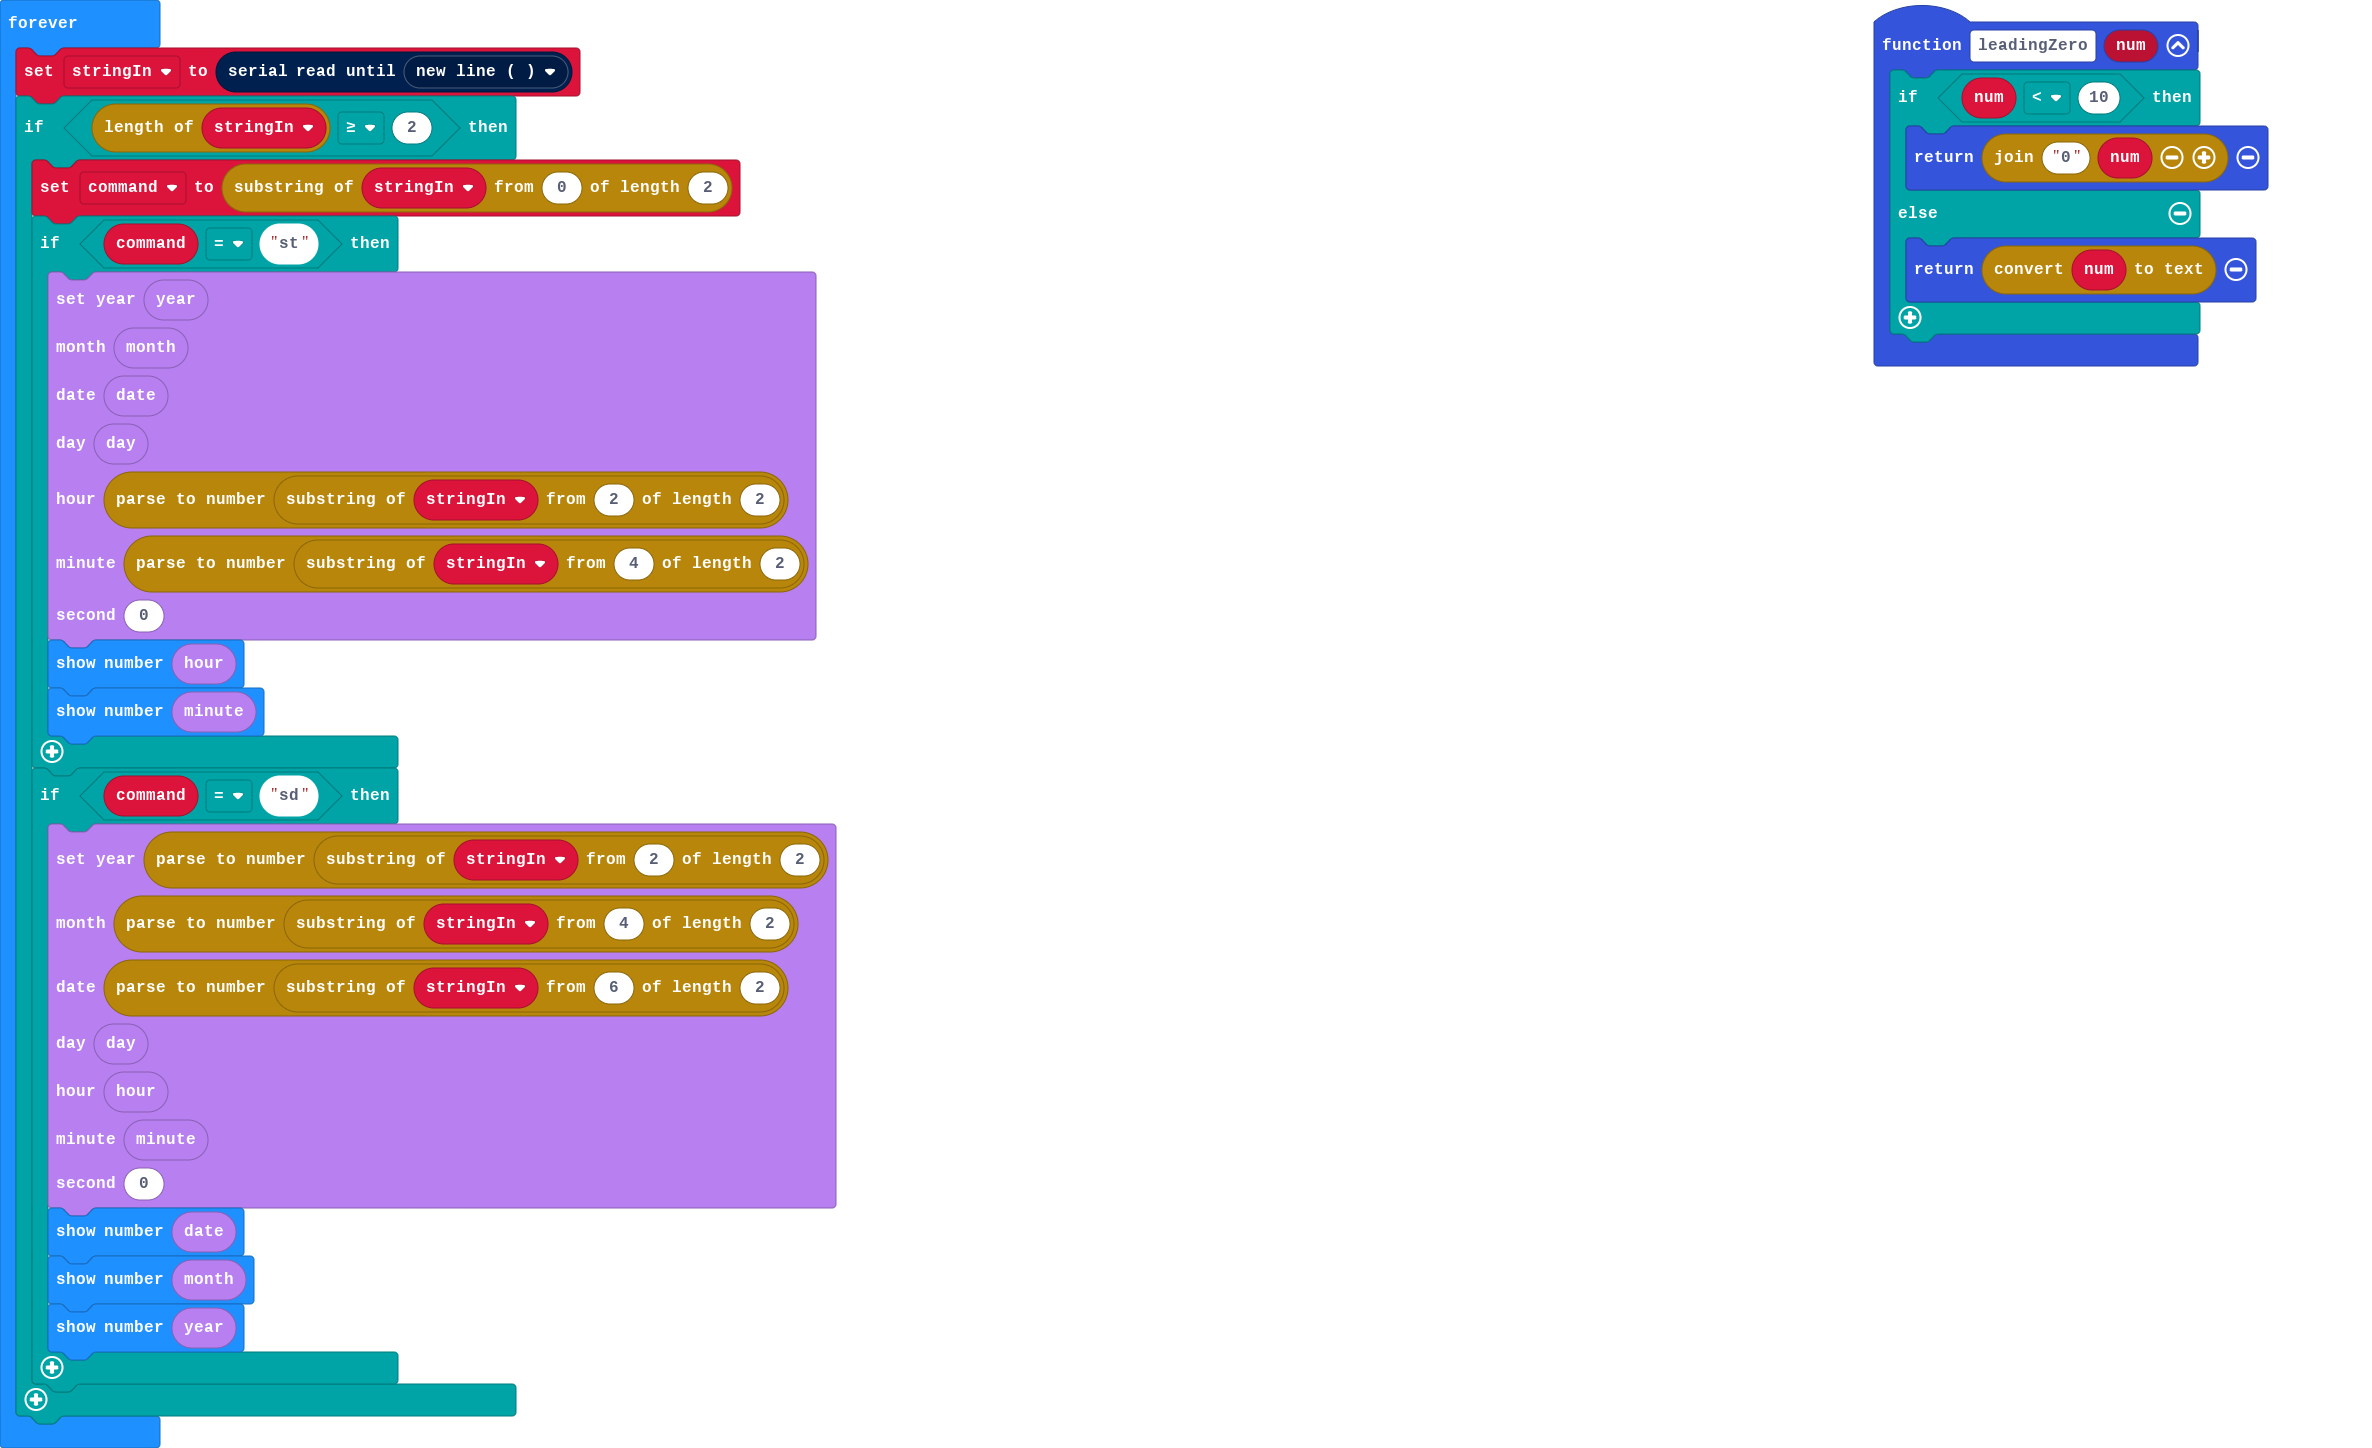 forever
set stringIn to serial read until new line ( )
if length of stringIn ≥ 2 then
set command to substring of stringIn from 0 of length 2
if command = "st" then
set year year
month month
date date
day day
hour parse to number substring of stringIn from 2 of length 2
minute parse to number substring of stringIn from 4 of length 2
second 0
show number hour
show number minute
if command = "sd" then
set year parse to number substring of stringIn from 2 of length 2
month parse to number substring of stringIn from 4 of length 2
date parse to number substring of stringIn from 6 of length 2
day day
hour hour
minute minute
second 0
show number date
show number month
show number year
function leadingZero num
if num < 10 then
return join "0" num
else
return convert num to text